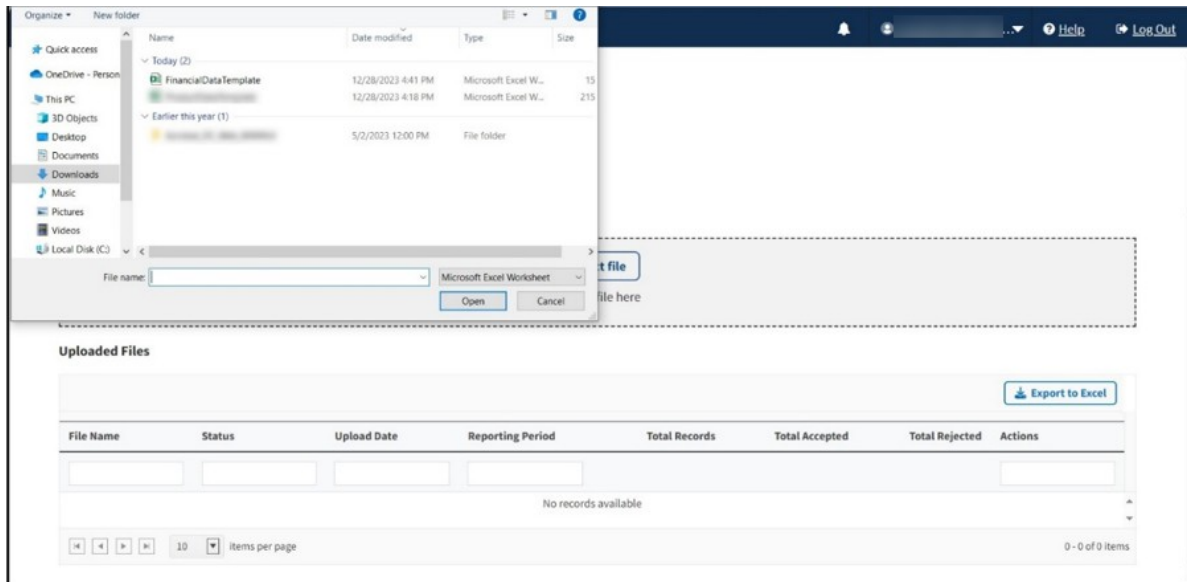 Organize New folder
... Help Log Out
Quick access
OneDrive - Person
This PC
3D Objects
Desktop
Documents
Downloads
Music
Pictures
Videos
Local Disk (C:)
Name Date modified Type Size
Today (2)
FinancialDataTemplate 12/28/2023 4:41 PM Microsoft Excel W... 15
12/28/2023 4:18 PM Microsoft Excel W... 215
Earlier this year (1)
5/2/2023 12:00 PM File folder
File name: Microsoft Excel Worksheet
Open Cancel
t file
file here
Uploaded Files
Export to Excel
File Name Status Upload Date Reporting Period Total Records Total Accepted Total Rejected Actions
No records available
10 items per page 0 - 0 of 0 items